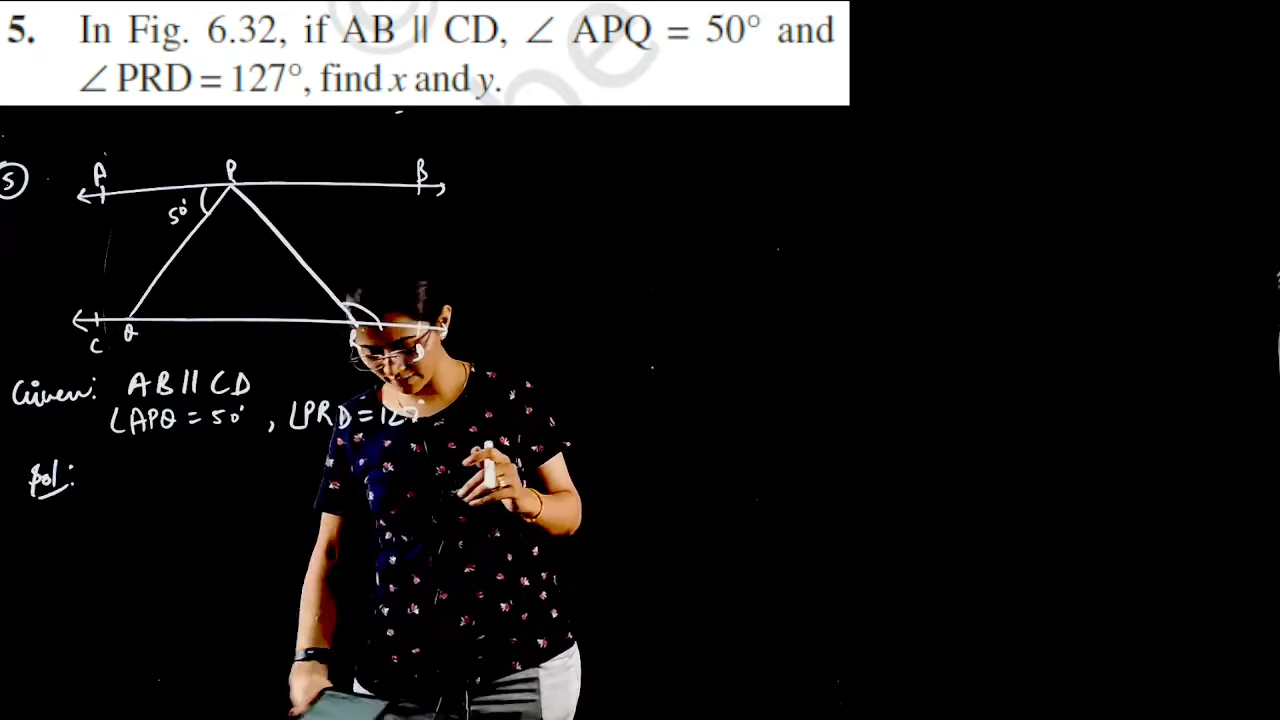 5. In Fig. 6.32, if AB || CD, ∠ APQ = 50° and
∠ PRD = 127°, find x and y.
5
A P B
50°
C Q R D
Given: AB || CD
∠APQ = 50°, ∠PRD = 127°
Sol: